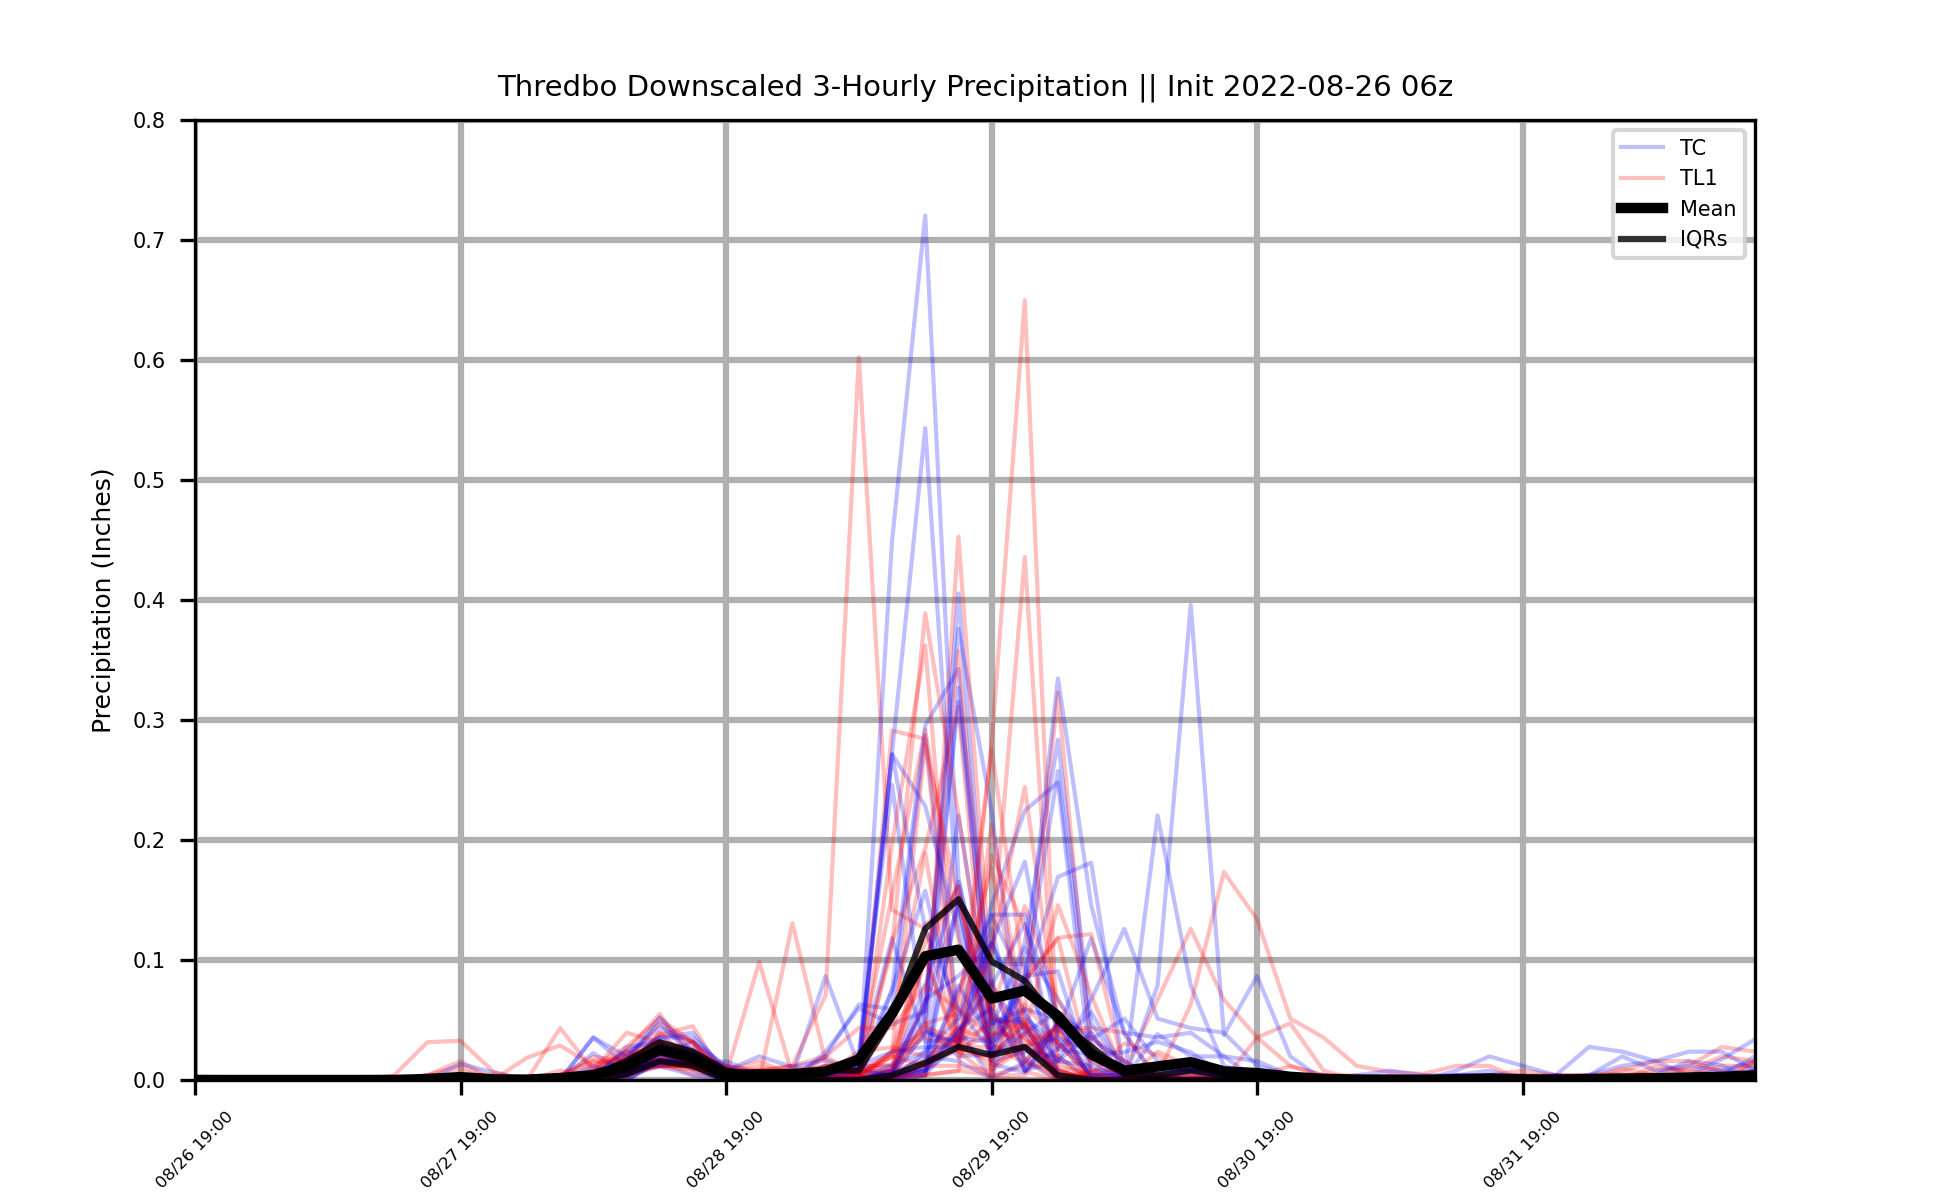 Thredbo Downscaled 3-Hourly Precipitation || Init 2022-08-26 06z
Precipitation (Inches)
0.8
0.7
0.6
0.5
0.4
0.3
0.2
0.1
0.0
TC
TL1
Mean
IQRs
08/26 19:00
08/27 19:00
08/28 19:00
08/29 19:00
08/30 19:00
08/31 19:00